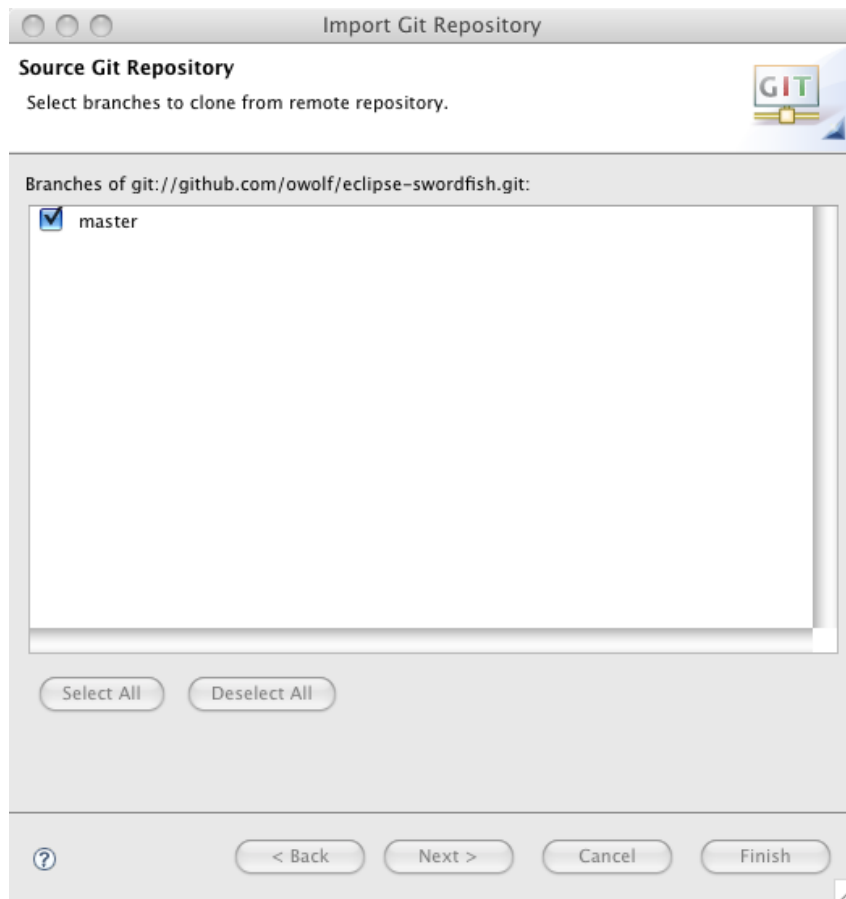 Import Git Repository
Source Git Repository
Select branches to clone from remote repository.
GIT
Branches of git://github.com/owolf/eclipse-swordfish.git:
master
Select All
Deselect All
?
< Back
Next >
Cancel
Finish